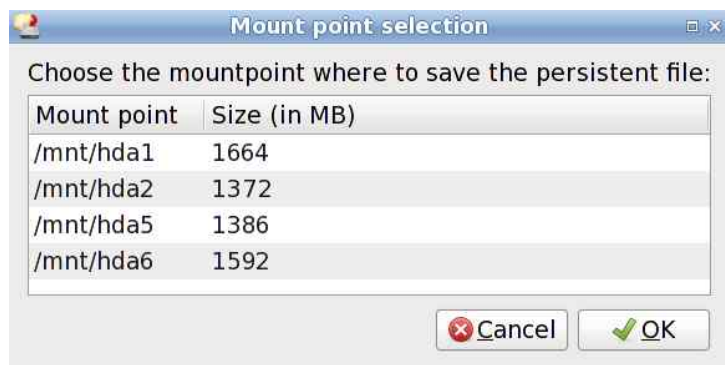 Mount point selection
Choose the mountpoint where to save the persistent file:
Mount point Size (in MB)
/mnt/hda1 1664
/mnt/hda2 1372
/mnt/hda5 1386
/mnt/hda6 1592
Cancel OK